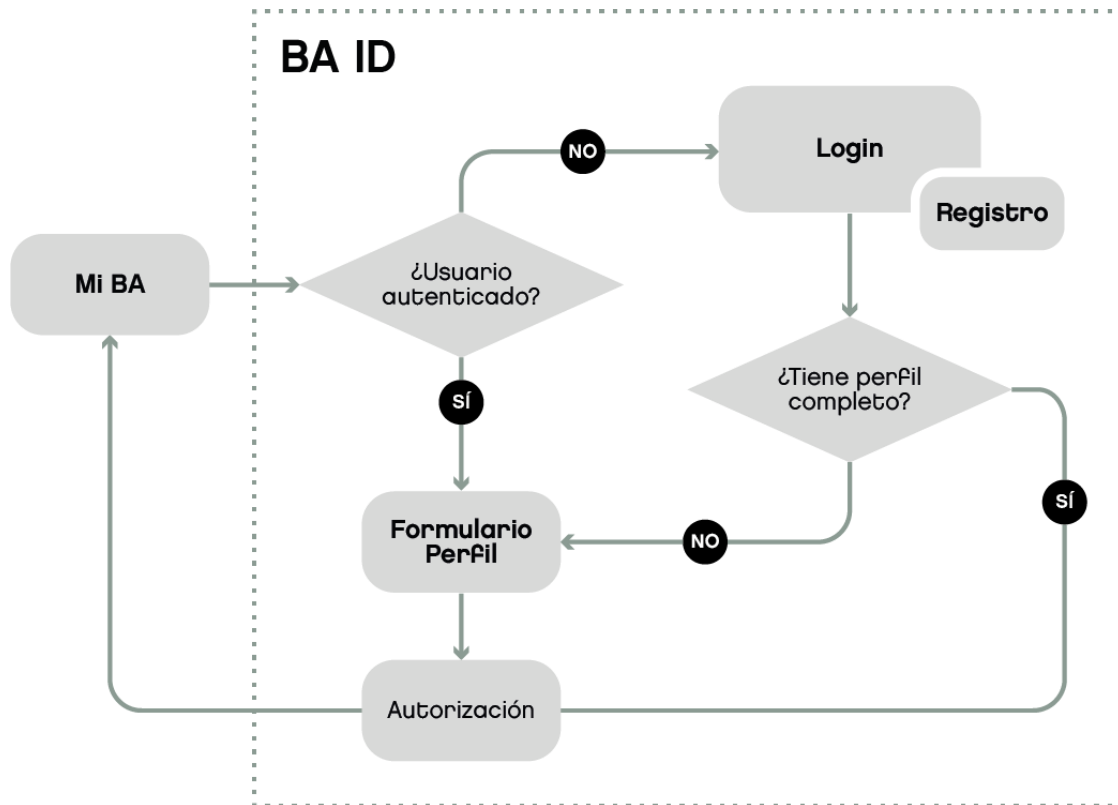 BA ID
NO
Login
Registro
Mi BA
¿Usuario
autenticado?
¿Tiene perfil
completo?
SÍ
SÍ
Formulario
Perfil
NO
Autorización